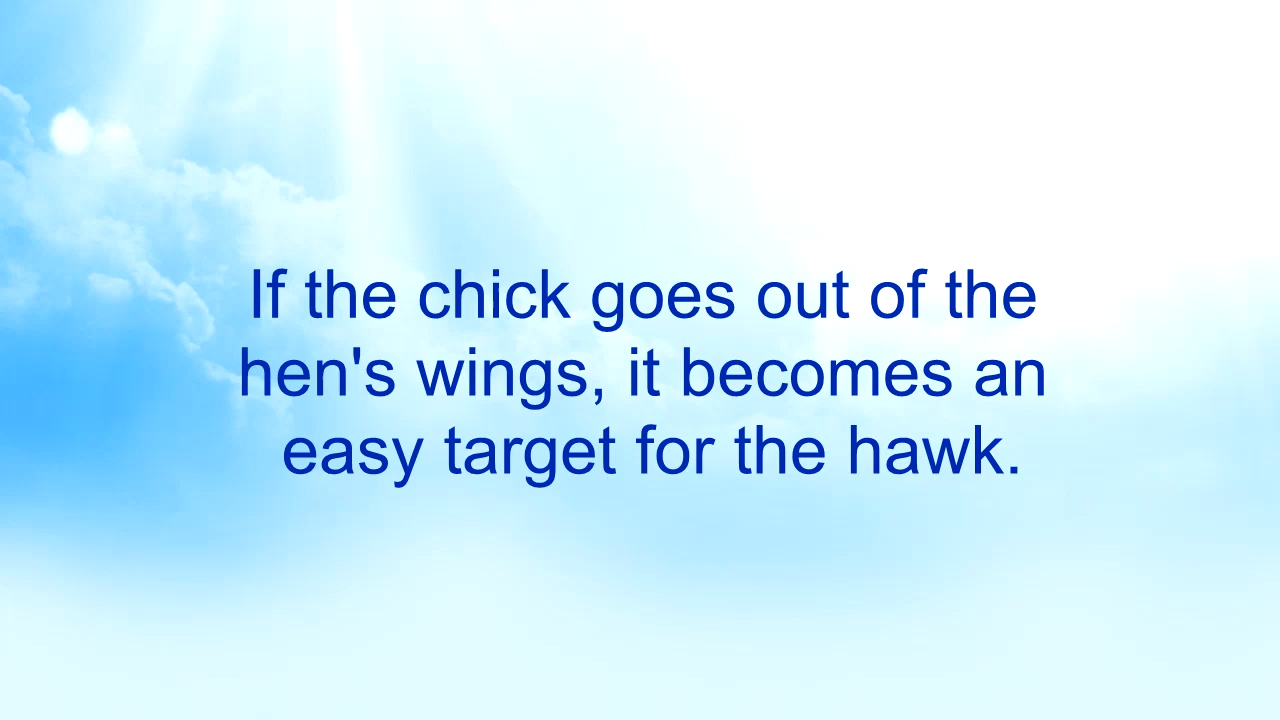 If the chick goes out of the
hen's wings, it becomes an
easy target for the hawk.